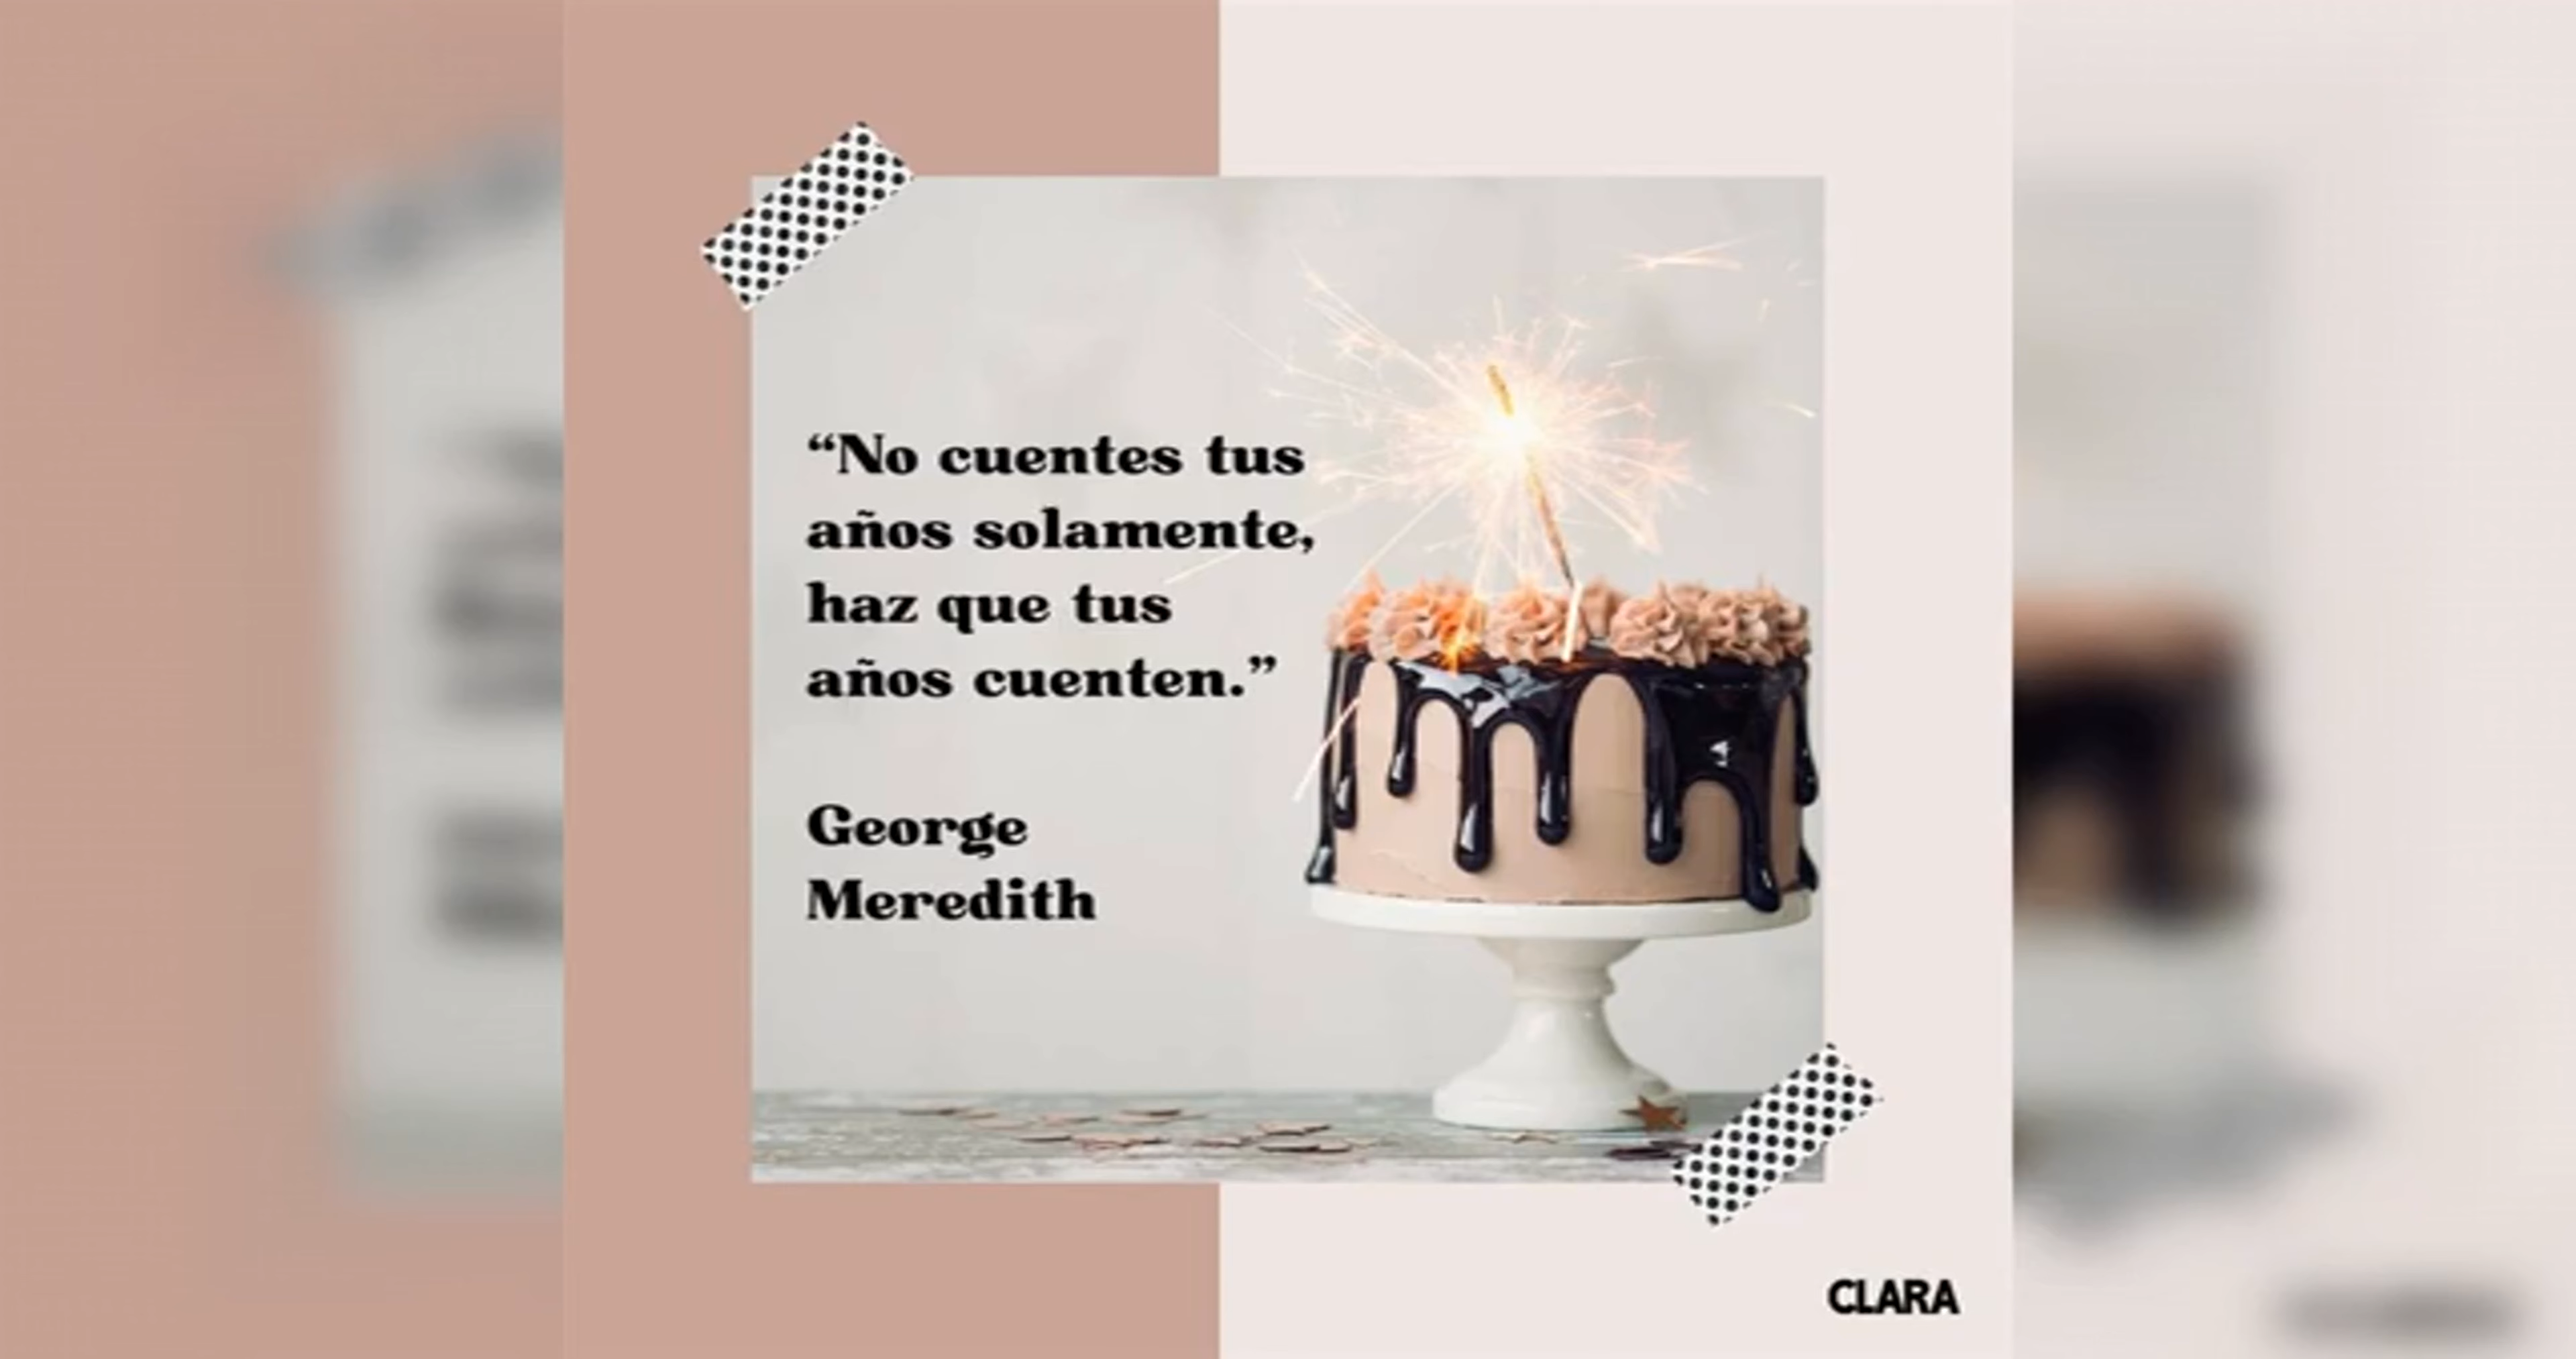 “No cuentes tus
años solamente,
haz que tus
años cuenten.”
George
Meredith
CLARA